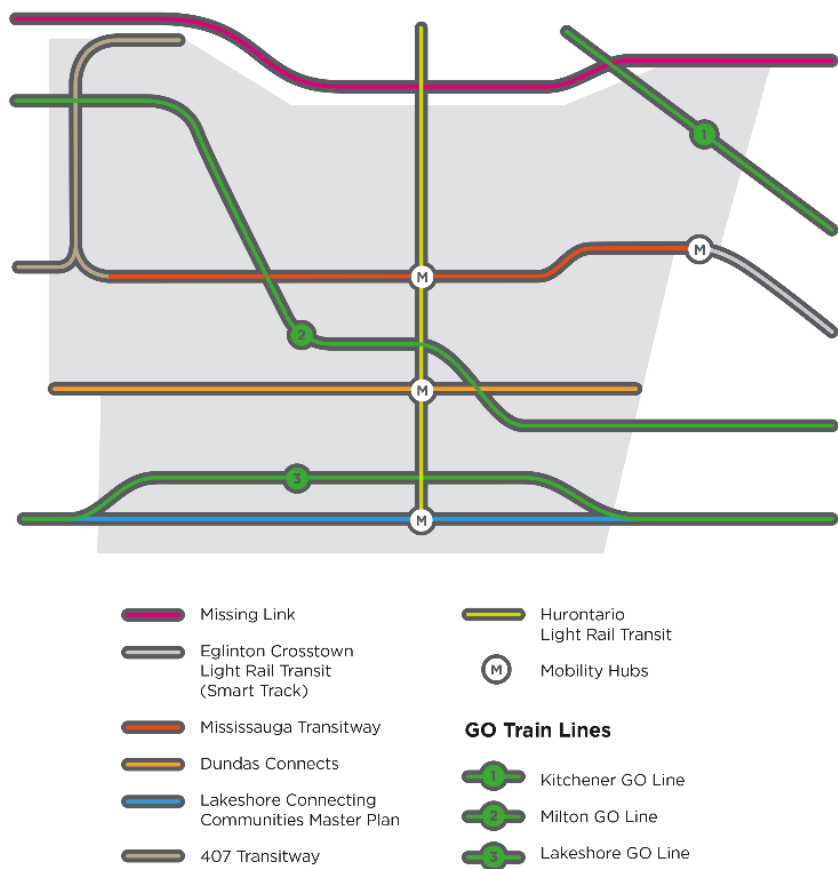 1
M
M
2
M
3
M
Missing Link
Eglinton Crosstown
Light Rail Transit
(Smart Track)
Mississauga Transitway
Dundas Connects
Lakeshore Connecting
Communities Master Plan
407 Transitway
Hurontario
Light Rail Transit
M
Mobility Hubs
GO Train Lines
1
Kitchener GO Line
2
Milton GO Line
3
Lakeshore GO Line